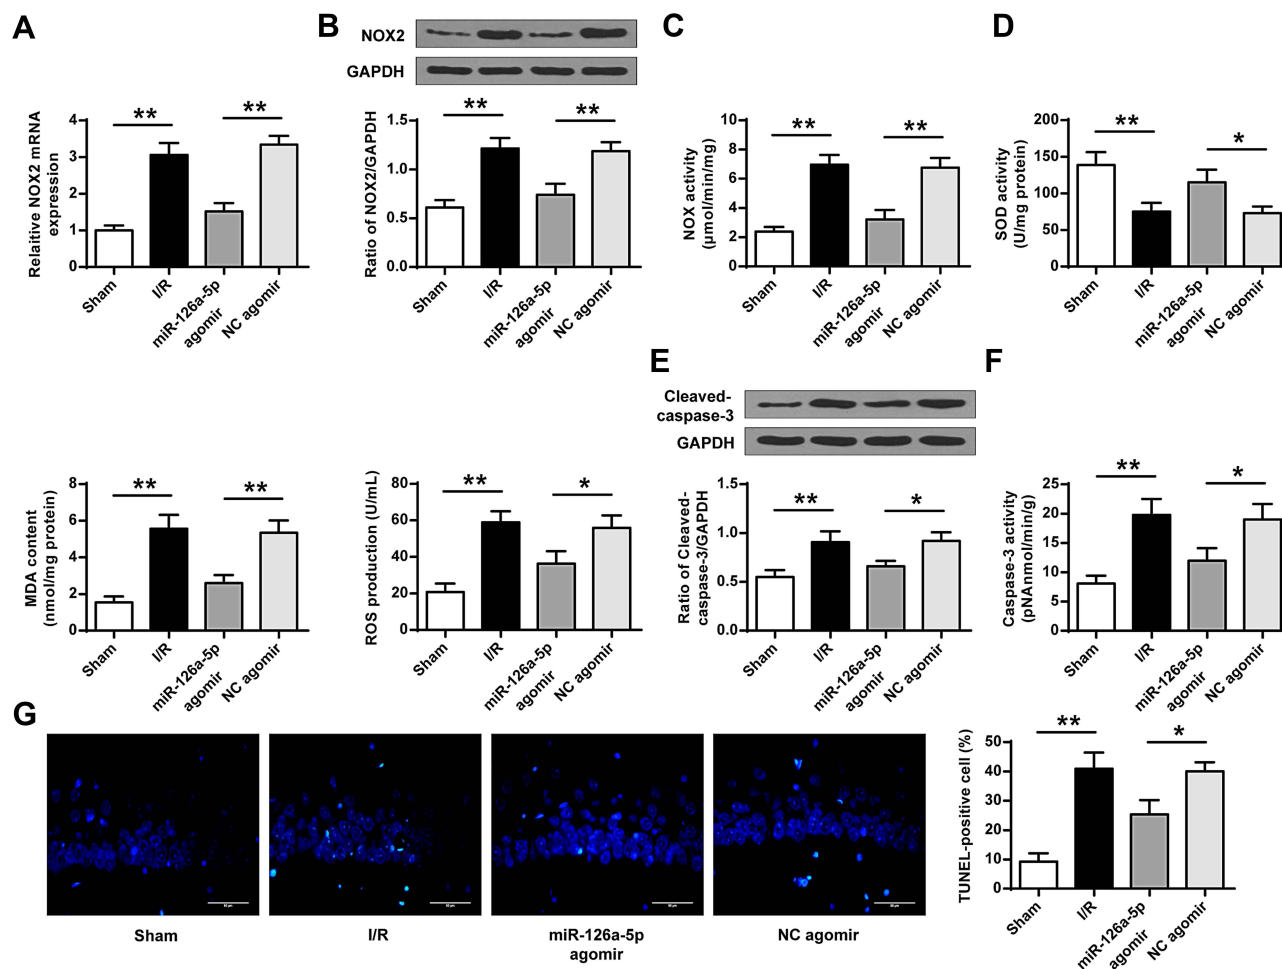 A
B
C
D
NOX2
GAPDH
**
**
Relaitive NOX2 mRNA
expression
4
3
2
1
0
Sham
I/R
miR-126a-5p
agomir
NC agomir
**
**
Ratio of NOX2/GAPDH
1.5
1.0
0.5
0.0
Sham
I/R
miR-126a-5p
agomir
NC agomir
**
**
NOX activity
(μmol/min/mg)
10
8
6
4
2
0
Sham
I/R
miR-126a-5p
agomir
NC agomir
**
*
SOD activity
(U/mg protein)
200
150
100
50
0
Sham
I/R
miR-126a-5p
agomir
NC agomir
E
F
Cleaved-
caspase-3
GAPDH
**
**
MDA content
(nmol/mg protein)
8
6
4
2
0
Sham
I/R
miR-126a-5p
agomir
NC agomir
**
*
ROS production (U/mL)
80
60
40
20
0
Sham
I/R
miR-126a-5p
agomir
NC agomir
**
*
Ratio of Cleaved-
caspase-3/GAPDH
1.5
1.0
0.5
0.0
Sham
I/R
miR-126a-5p
agomir
NC agomir
**
*
Caspase-3 activity
(pNAnmol/min/g)
25
20
15
10
5
0
Sham
I/R
miR-126a-5p
agomir
NC agomir
G
50 μm
50 μm
50 μm
50 μm
Sham
I/R
miR-126a-5p
agomir
NC agomir
**
*
TUNEL-positive cell (%)
50
40
30
20
10
0
Sham
I/R
miR-126a-5p
agomir
NC agomir